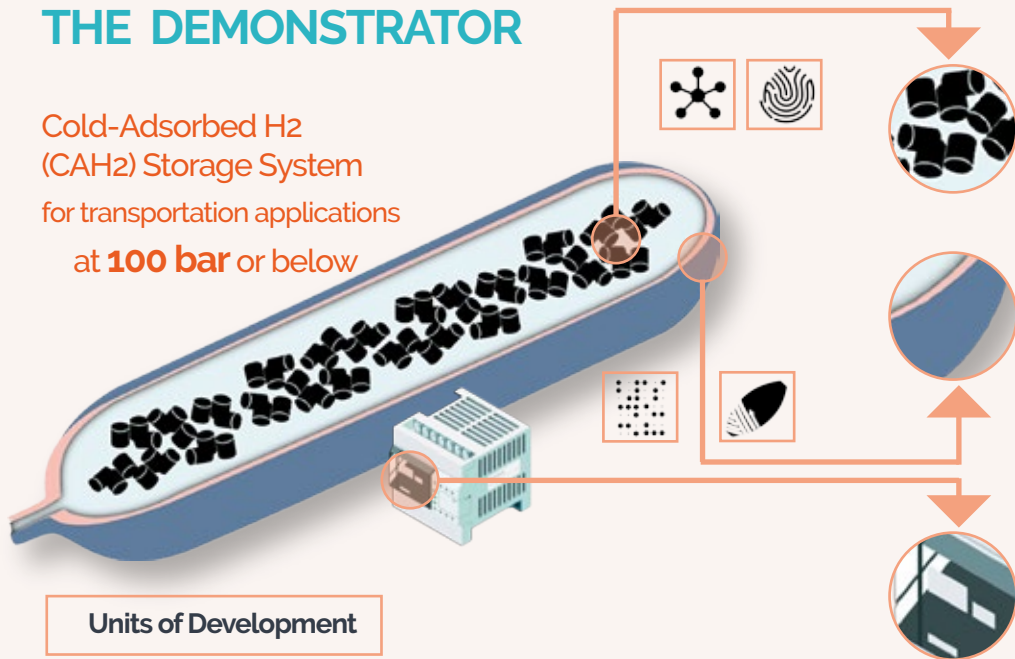 THE DEMONSTRATOR
Cold-Adsorbed H2
(CAH2) Storage System
for transportation applications
at 100 bar or below
Units of Development